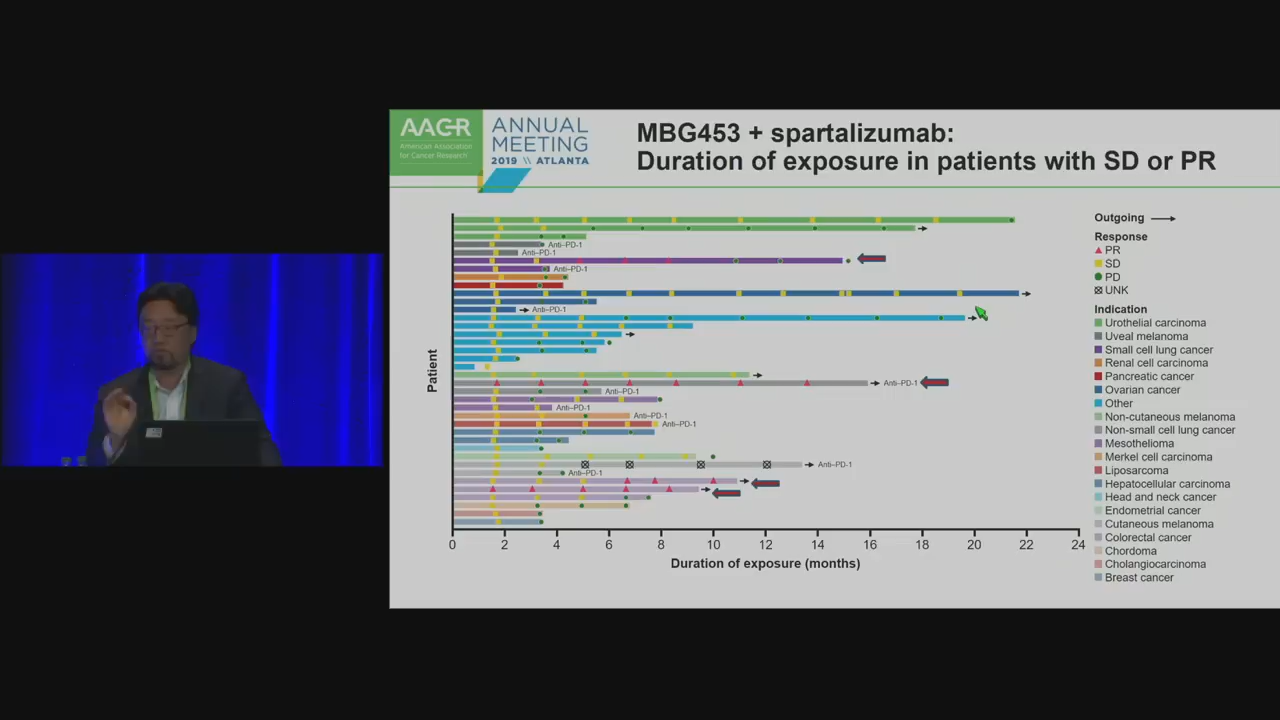 AACR
American Association
for Cancer Research
ANNUAL
MEETING
2019 \\ ATLANTA
MBG453 + spartalizumab:
Duration of exposure in patients with SD or PR
Patient
Anti–PD-1
Anti–PD-1
Anti–PD-1
Anti–PD-1
Anti–PD-1
Anti–PD-1
Anti–PD-1
Anti–PD-1
Anti–PD-1
Anti–PD-1
Anti–PD-1
0 2 4 6 8 10 12 14 16 18 20 22 24
Duration of exposure (months)
Outgoing
Response
PR
SD
PD
UNK
Indication
Urothelial carcinoma
Uveal melanoma
Small cell lung cancer
Renal cell carcinoma
Pancreatic cancer
Ovarian cancer
Other
Non-cutaneous melanoma
Non-small cell lung cancer
Mesothelioma
Merkel cell carcinoma
Liposarcoma
Hepatocellular carcinoma
Head and neck cancer
Endometrial cancer
Cutaneous melanoma
Colorectal cancer
Chordoma
Cholangiocarcinoma
Breast cancer